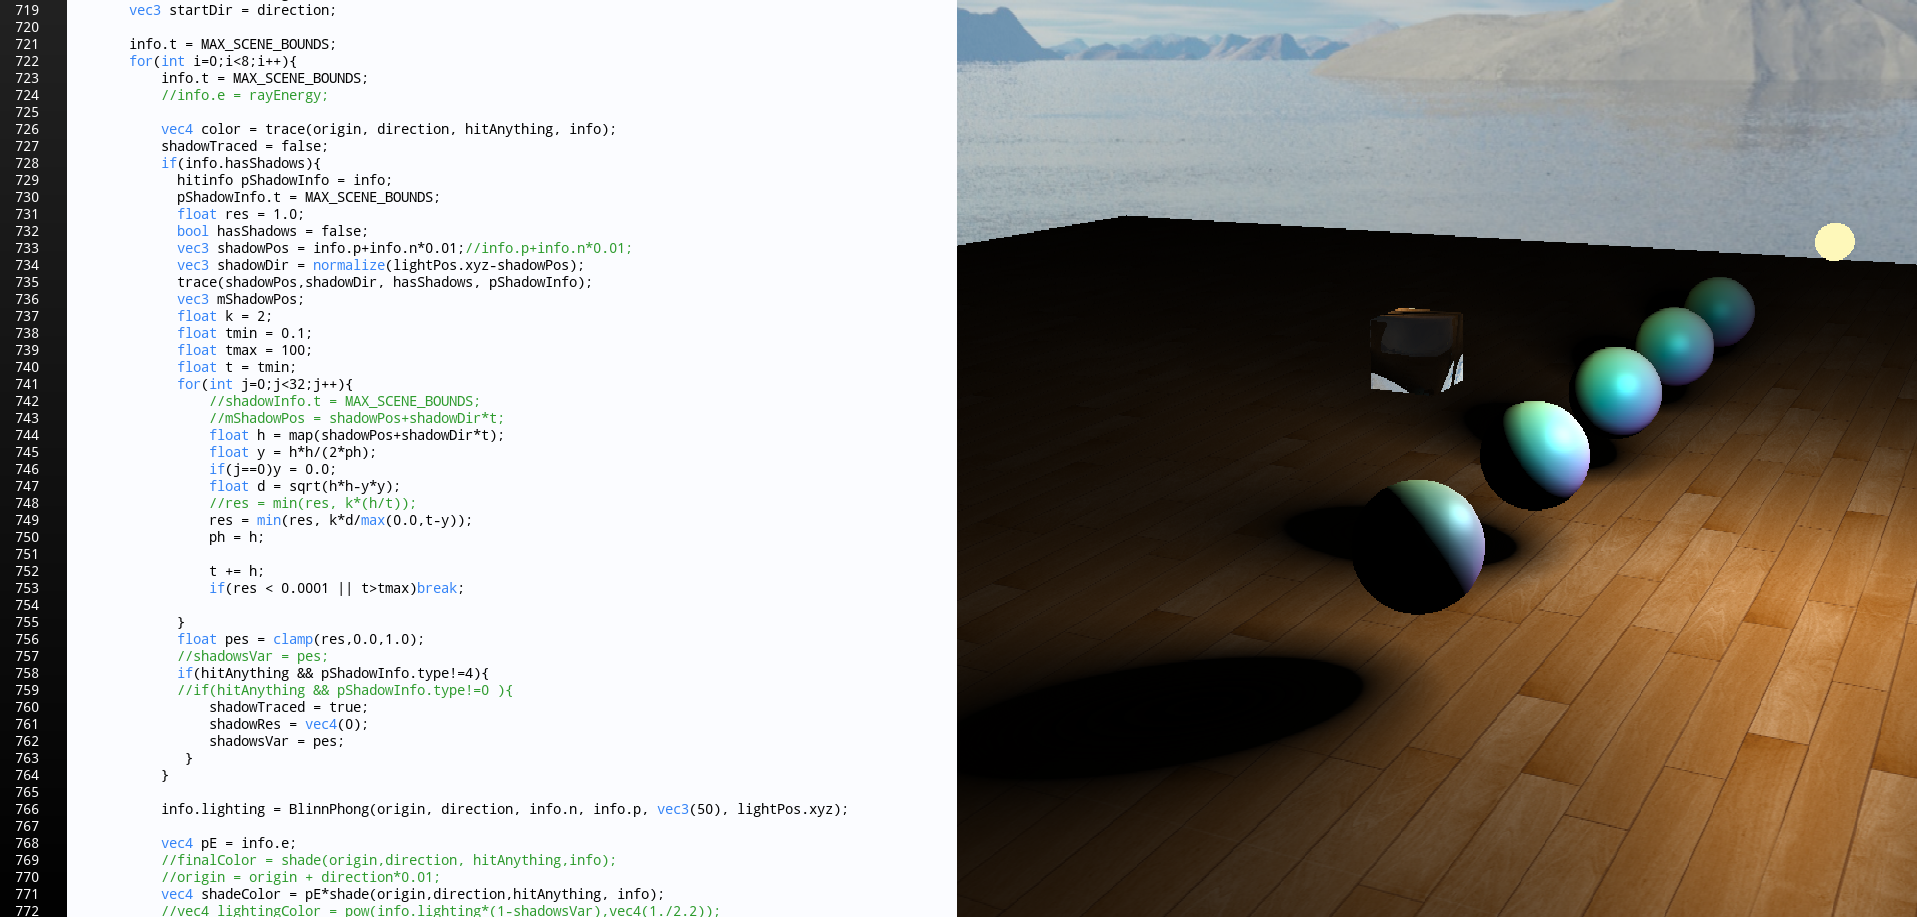 719 vec3 startDir = direction;
720
721 info.t = MAX_SCENE_BOUNDS;
722 for(int i=0;i<8;i++){
723 info.t = MAX_SCENE_BOUNDS;
724 //info.e = rayEnergy;
725
726 vec4 color = trace(origin, direction, hitAnything, info);
727 shadowTraced = false;
728 if(info.hasShadows){
729 hitinfo pShadowInfo = info;
730 pShadowInfo.t = MAX_SCENE_BOUNDS;
731 float res = 1.0;
732 bool hasShadows = false;
733 vec3 shadowPos = info.p+info.n*0.01;//info.p+info.n*0.01;
734 vec3 shadowDir = normalize(lightPos.xyz-shadowPos);
735 trace(shadowPos,shadowDir, hasShadows, pShadowInfo);
736 vec3 mShadowPos;
737 float k = 2;
738 float tmin = 0.1;
739 float tmax = 100;
740 float t = tmin;
741 for(int j=0;j<32;j++){
742 //shadowInfo.t = MAX_SCENE_BOUNDS;
743 //mShadowPos = shadowPos+shadowDir*t;
744 float h = map(shadowPos+shadowDir*t);
745 float y = h*h/(2*ph);
746 if(j==0)y = 0.0;
747 float d = sqrt(h*h-y*y);
748 //res = min(res, k*(h/t));
749 res = min(res, k*d/max(0.0,t-y));
750 ph = h;
751
752 t += h;
753 if(res < 0.0001 || t>tmax)break;
754
755 }
756 float pes = clamp(res,0.0,1.0);
757 //shadowsVar = pes;
758 if(hitAnything && pShadowInfo.type!=4){
759 //if(hitAnything && pShadowInfo.type!=0 ){
760 shadowTraced = true;
761 shadowRes = vec4(0);
762 shadowsVar = pes;
763 }
764 }
765
766 info.lighting = BlinnPhong(origin, direction, info.n, info.p, vec3(50), lightPos.xyz);
767
768 vec4 pE = info.e;
769 //finalColor = shade(origin,direction, hitAnything,info);
770 //origin = origin + direction*0.01;
771 vec4 shadeColor = pE*shade(origin,direction,hitAnything, info);
772 //vec4 lightingColor = pow(info.lighting*(1-shadowsVar),vec4(1./2.2));